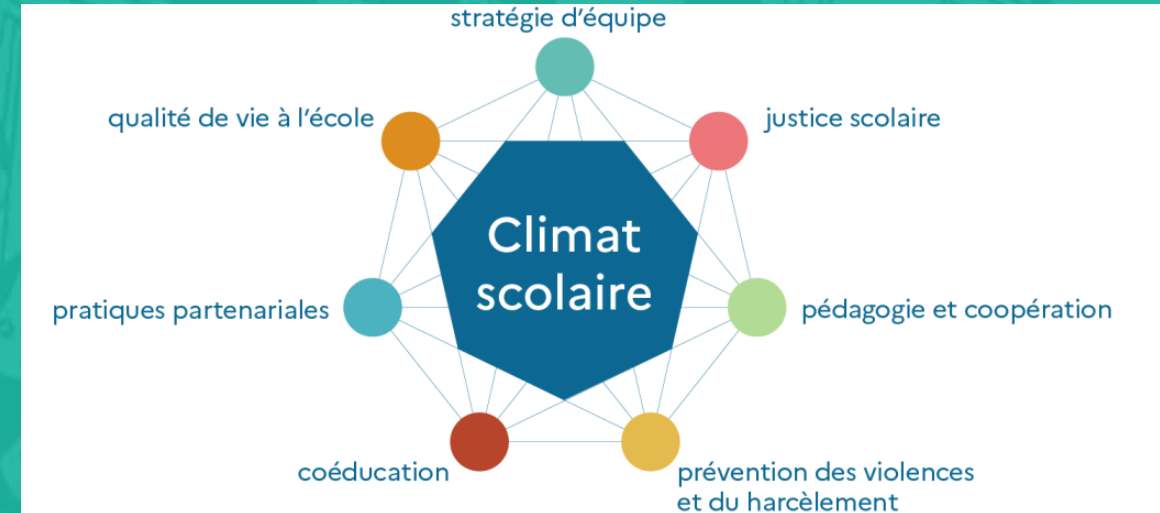 stratégie d'équipe
qualité de vie à l'école
justice scolaire
Climat
scolaire
pratiques partenariales
pédagogie et coopération
coéducation
prévention des violences
et du harcèlement